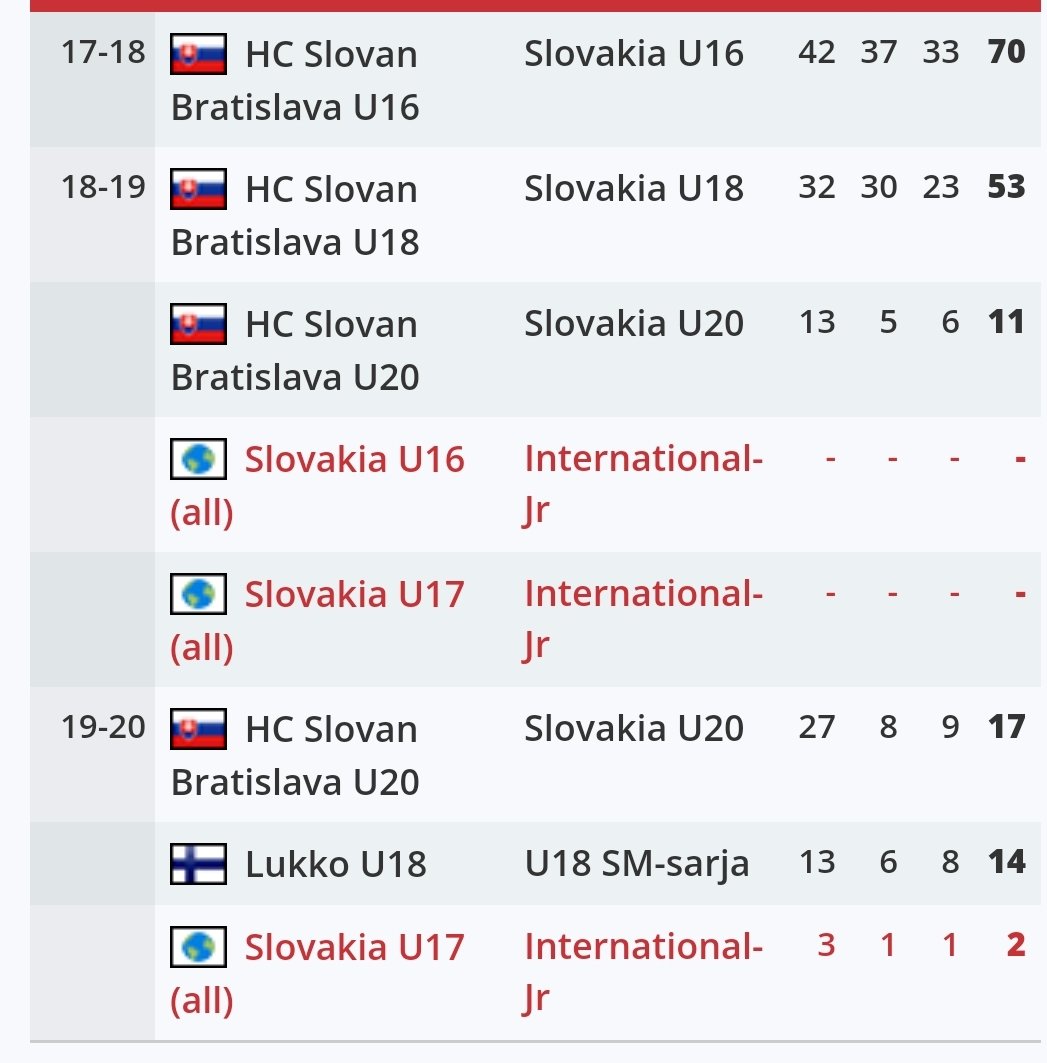 17-18 HC Slovan Slovakia U16 42 37 33 70
Bratislava U16
18-19 HC Slovan Slovakia U18 32 30 23 53
Bratislava U18
HC Slovan Slovakia U20 13 5 6 11
Bratislava U20
Slovakia U16 International- - - - -
(all) Jr
Slovakia U17 International- - - - -
(all) Jr
19-20 HC Slovan Slovakia U20 27 8 9 17
Bratislava U20
Lukko U18 U18 SM-sarja 13 6 8 14
Slovakia U17 International- 3 1 1 2
(all) Jr